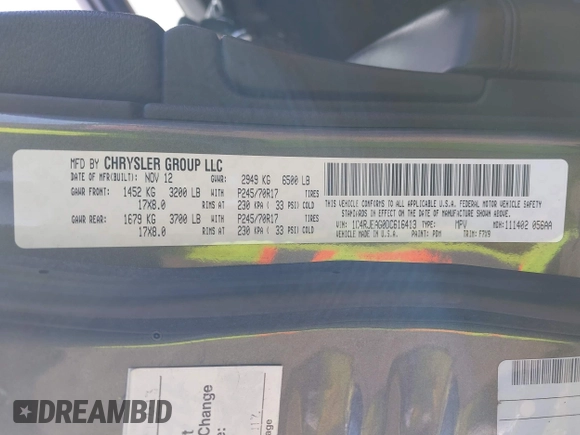 MFD BY CHRYSLER GROUP LLC
DATE OF MFR(BUILT): NOV 12 GVWR: 2949 KG 6500 LB
GAWR FRONT: 1452 KG 3200 LB WITH P245/70R17 TIRES
17X8.0 RIMS AT 230 KPA ( 33 PSI) COLD
GAWR REAR: 1679 KG 3700 LB WITH P245/70R17 TIRES
17X8.0 RIMS AT 230 KPA ( 33 PSI) COLD
THIS VEHICLE CONFORMS TO ALL APPLICABLE U.S.A. FEDERAL MOTOR VEHICLE SAFETY
STANDARDS IN EFFECT ON THE DATE OF MANUFACTURE SHOWN ABOVE.
VIN: 1C4RJEAG0DC616413 TYPE: MPV MDH:111402 056AA
VEHICLE MADE IN U.S.A. PAINT: PDM TRIM: F7X9
Change
DREAMBID